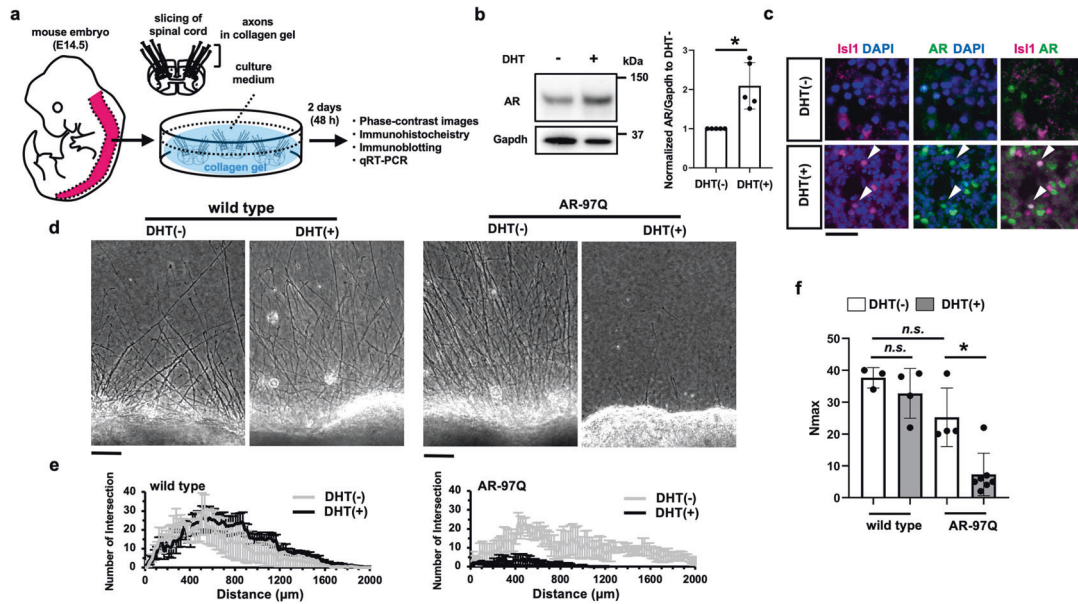 a
mouse embryo
(E14.5)
slicing of
spinal cord
axons
in collagen gel
culture
medium
collagen gel
2 days
(48 h)
• Phase-contrast images
• Immunohistocheistry
• Immunoblotting
• qRT-PCR
b
DHT - + kDa
150
AR
37
Gapdh
Normalized AR/Gapdh to DHT-
3
2
1
0
*
DHT(-) DHT(+)
c
Isl1 DAPI AR DAPI Isl1 AR
DHT(-)
DHT(+)
d
wild type
DHT(-) DHT(+)
AR-97Q
DHT(-) DHT(+)
e
Number of Intersection
wild type
DHT(-)
DHT(+)
40
30
20
10
0
0 400 800 1200 1600 2000
Distance (μm)
Number of Intersection
AR-97Q
DHT(-)
DHT(+)
40
30
20
10
0
0 400 800 1200 1600 2000
Distance (μm)
f
DHT(-) DHT(+)
n.s.
n.s. *
Nmax
50
40
30
20
10
0
wild type AR-97Q